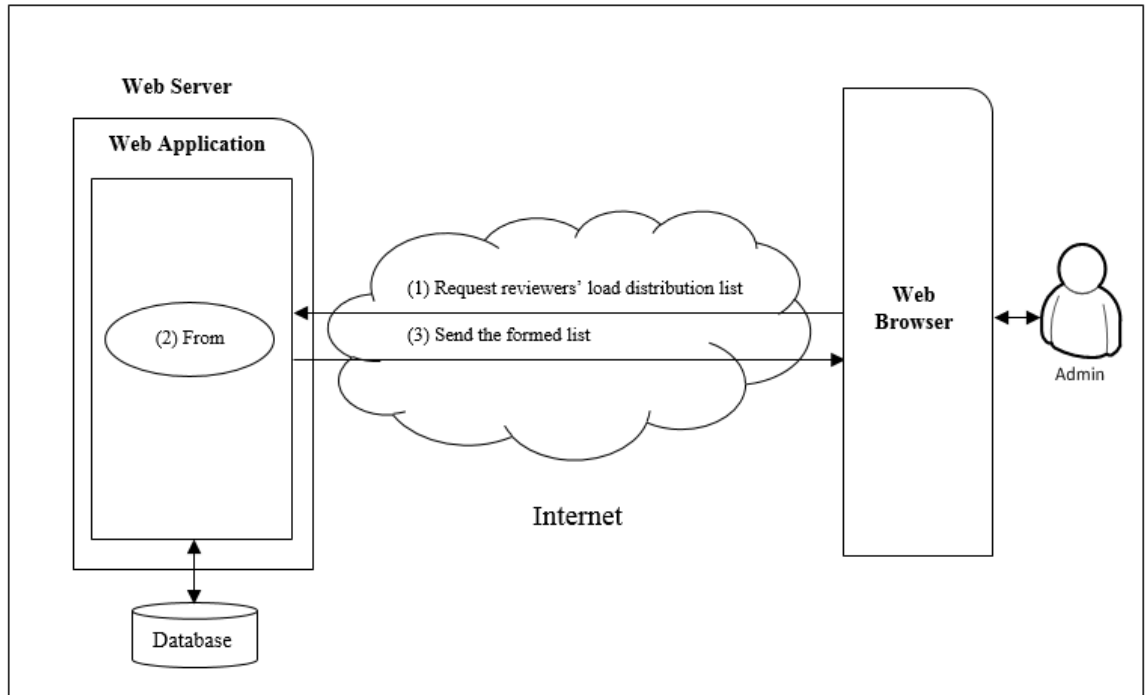 Web Server
Web Application
(1) Request reviewers’ load distribution list
(2) From
(3) Send the formed list
Web
Browser
Admin
Internet
Database